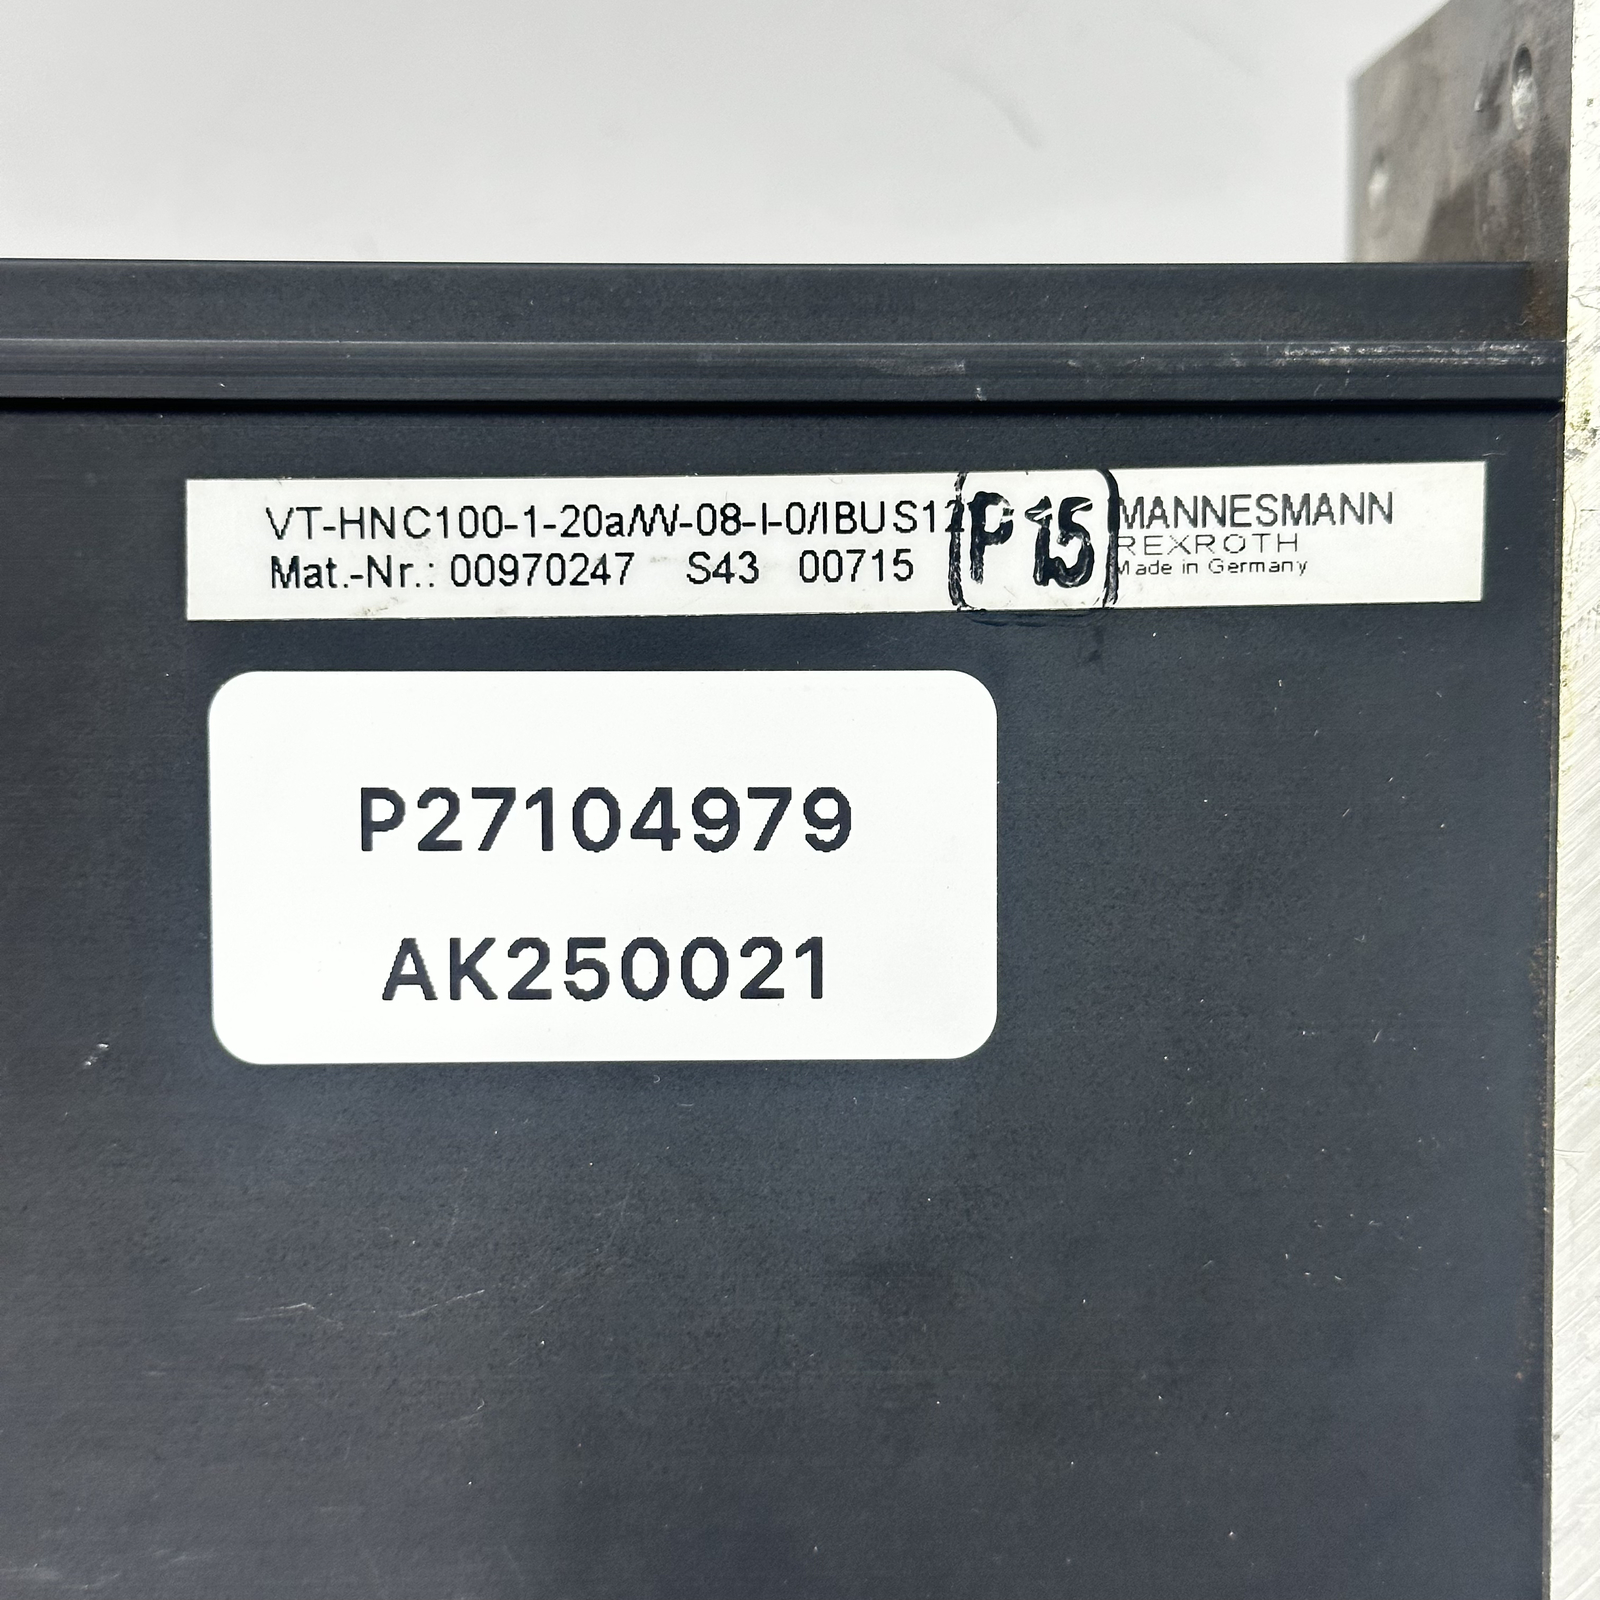 VT-HNC100-1-20a/W-08-I-0/IBUS12
P 15
MANNESMANN
REXROTH
Made in Germany
Mat.-Nr.: 00970247 S43 00715
P27104979
AK250021